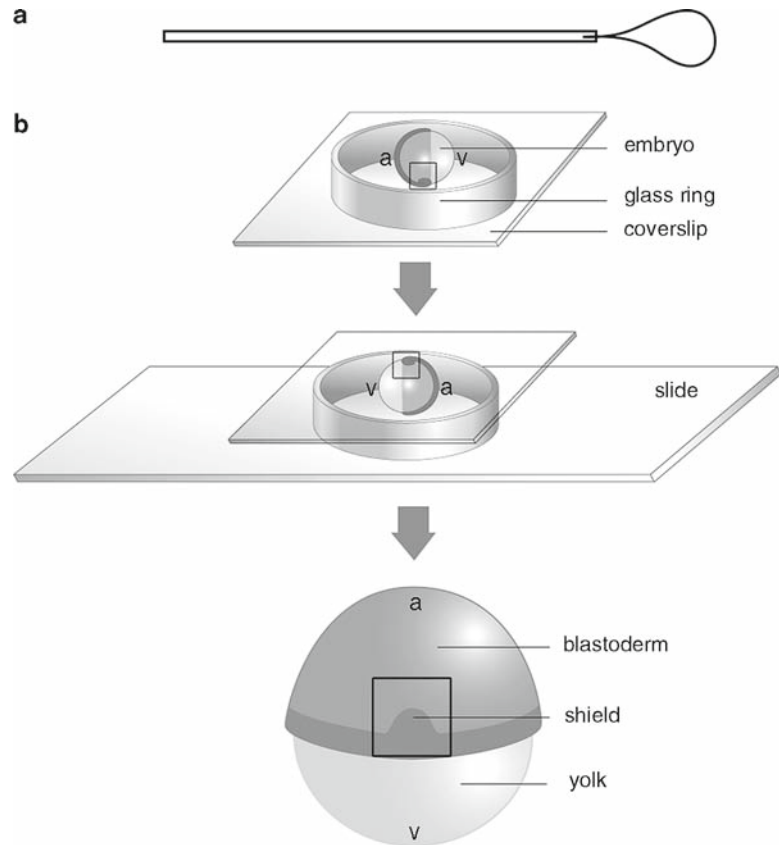 a
b
a v
embryo
glass ring
coverslip
v a
slide
a
blastoderm
shield
yolk
v